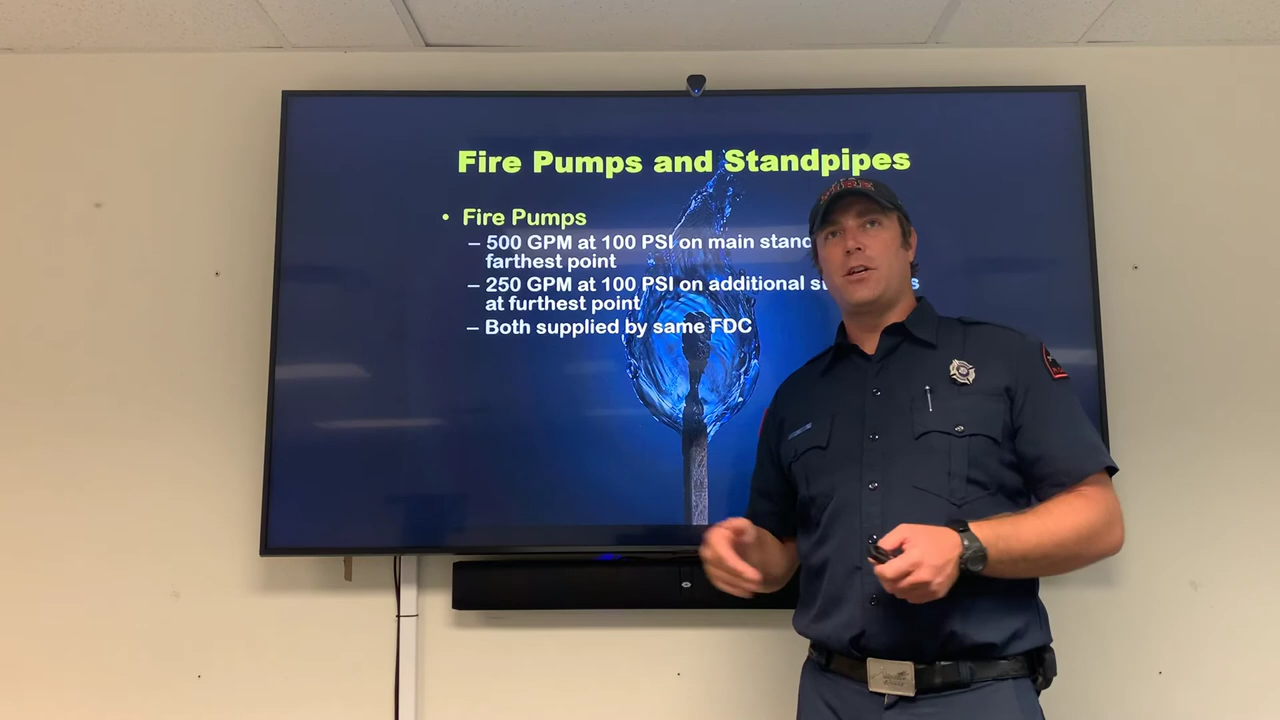 Fire Pumps and Standpipes
• Fire Pumps
– 500 GPM at 100 PSI on main
farthest point
– 250 GPM at 100 PSI on additional
at furthest point
– Both supplied by same FDC
FIRE